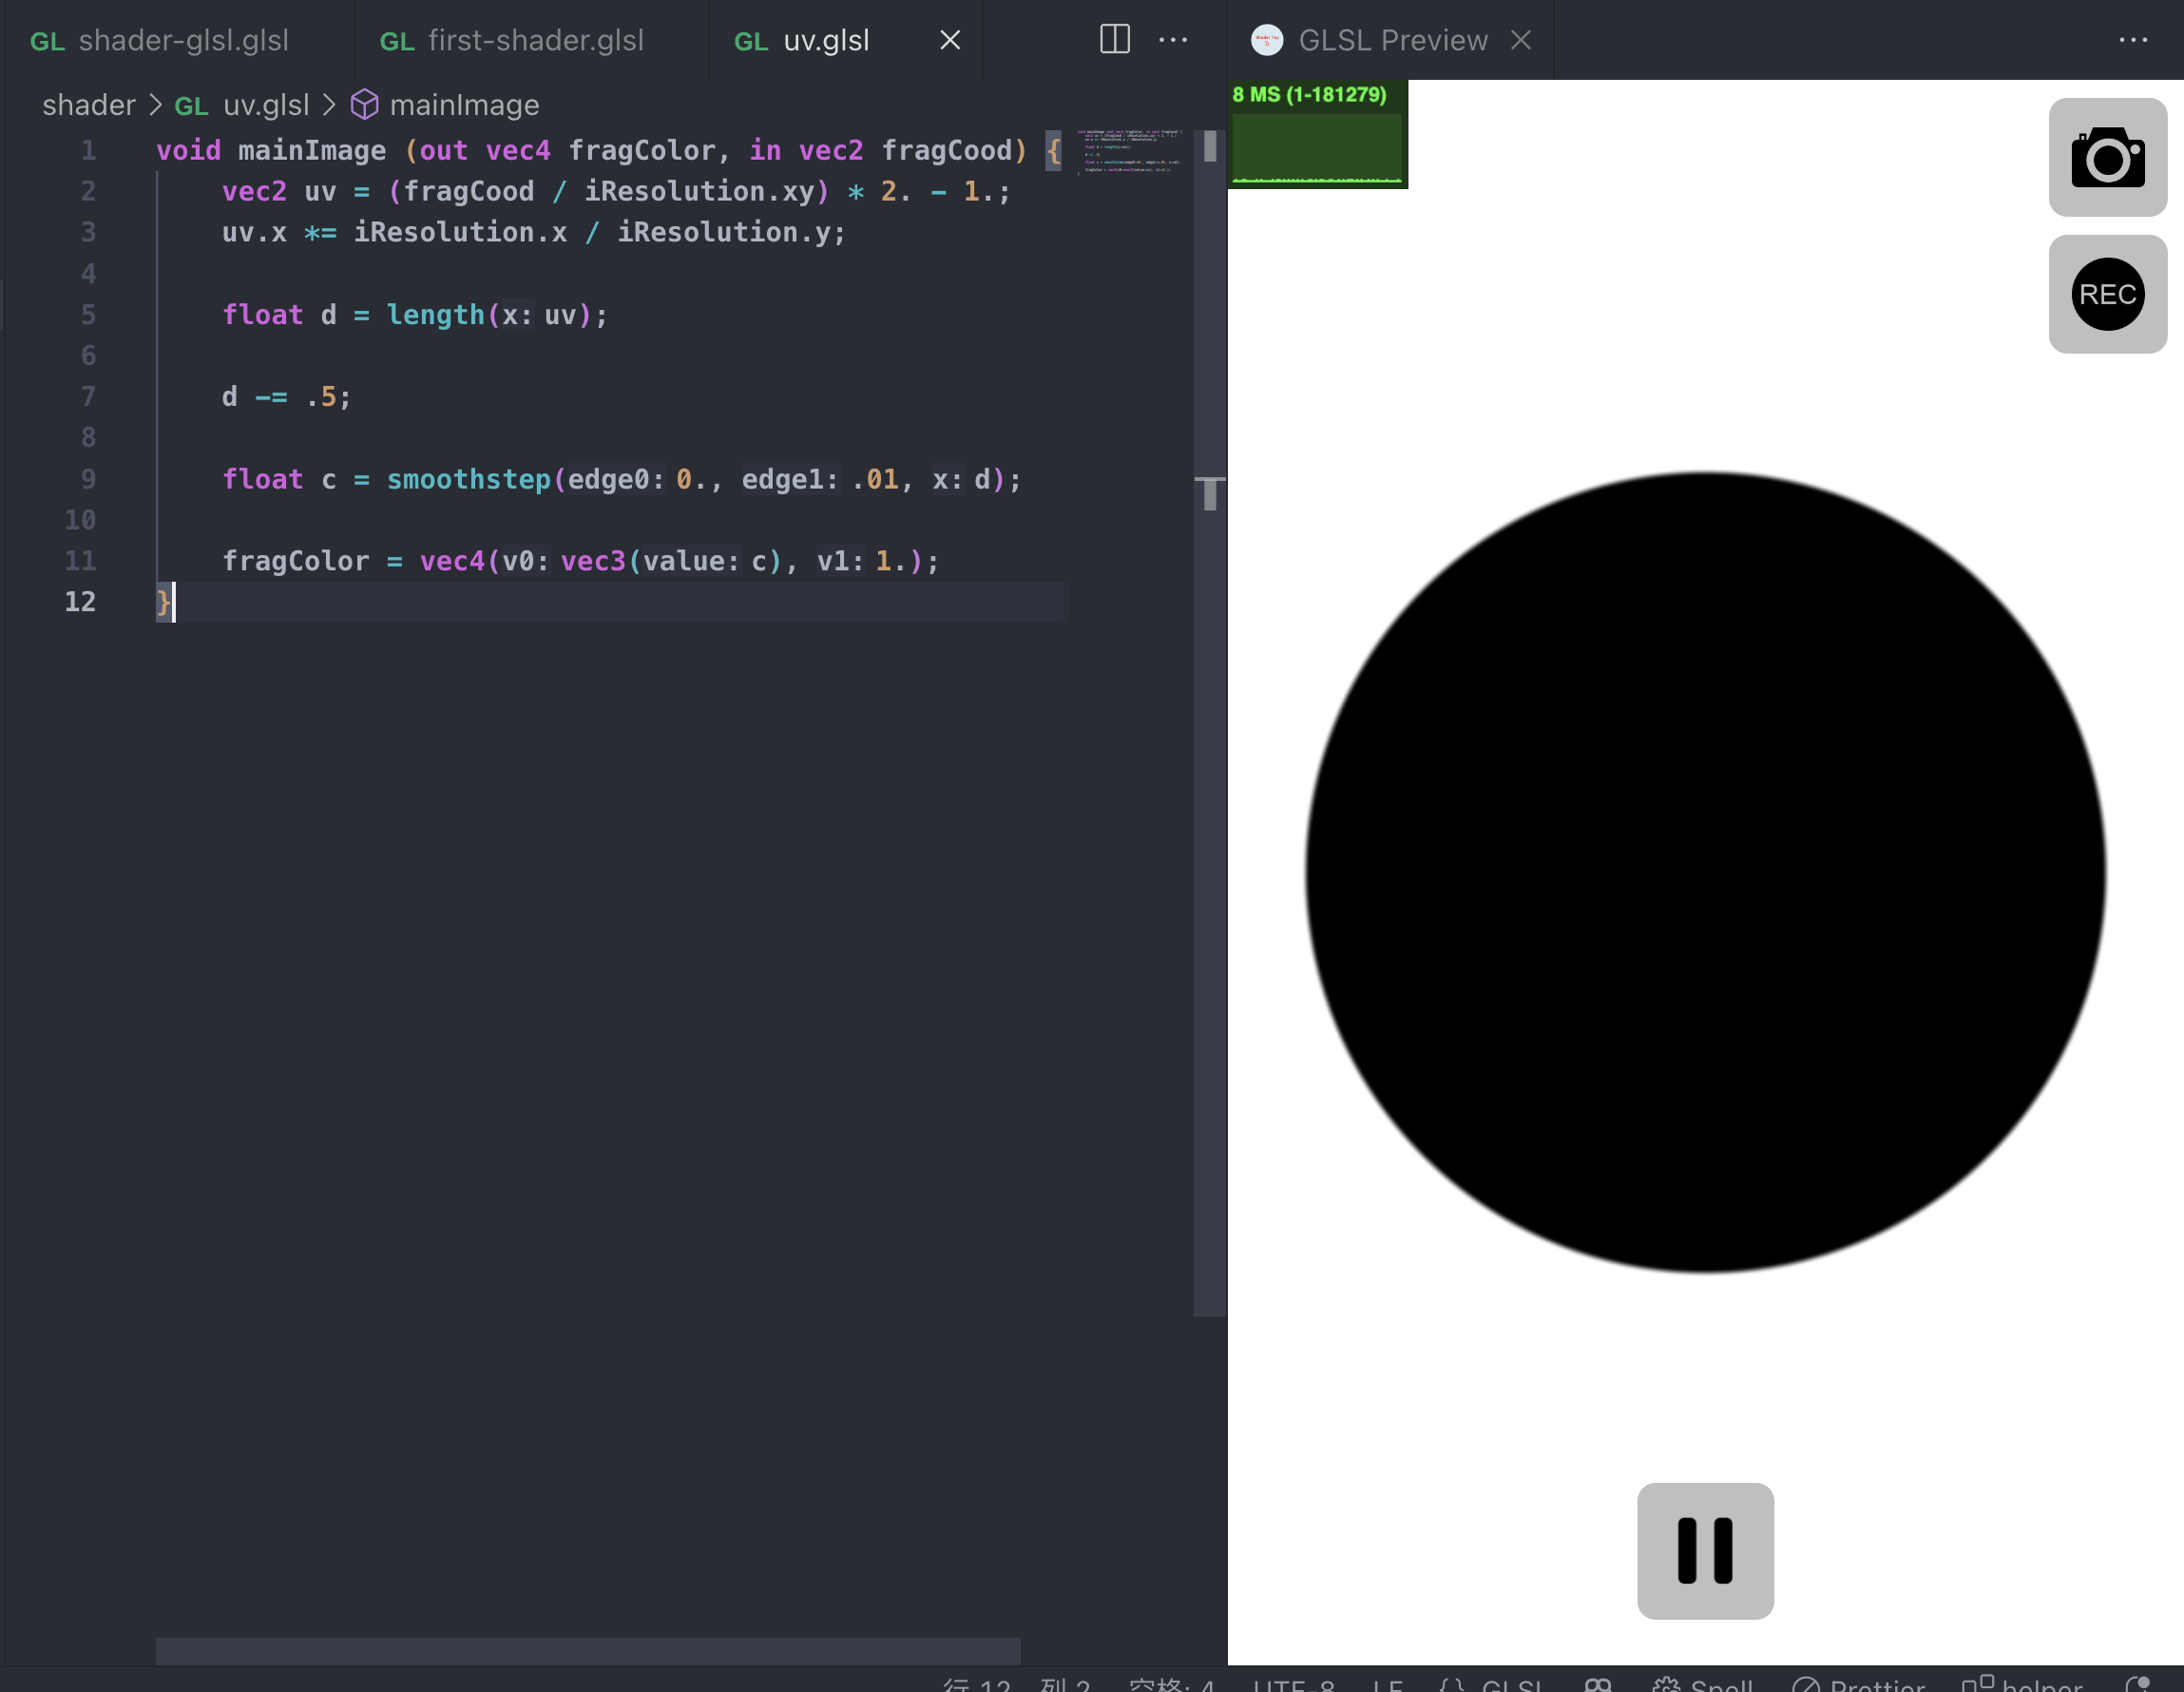 GL shader-glsl.glsl GL first-shader.glsl GL uv.glsl
GLSL Preview
shader > GL uv.glsl > mainImage
1 void mainImage (out vec4 fragColor, in vec2 fragCood) {
2 vec2 uv = (fragCood / iResolution.xy) * 2. - 1.;
3 uv.x *= iResolution.x / iResolution.y;
4
5 float d = length(x: uv);
6
7 d -= .5;
8
9 float c = smoothstep(edge0: 0., edge1: .01, x: d);
10
11 fragColor = vec4(v0: vec3(value: c), v1: 1.);
12 }
8 MS (1-181279)
REC
行 12, 列 2 空格: 4 UTF-8 LF {} GLSL Spell Prettier helper